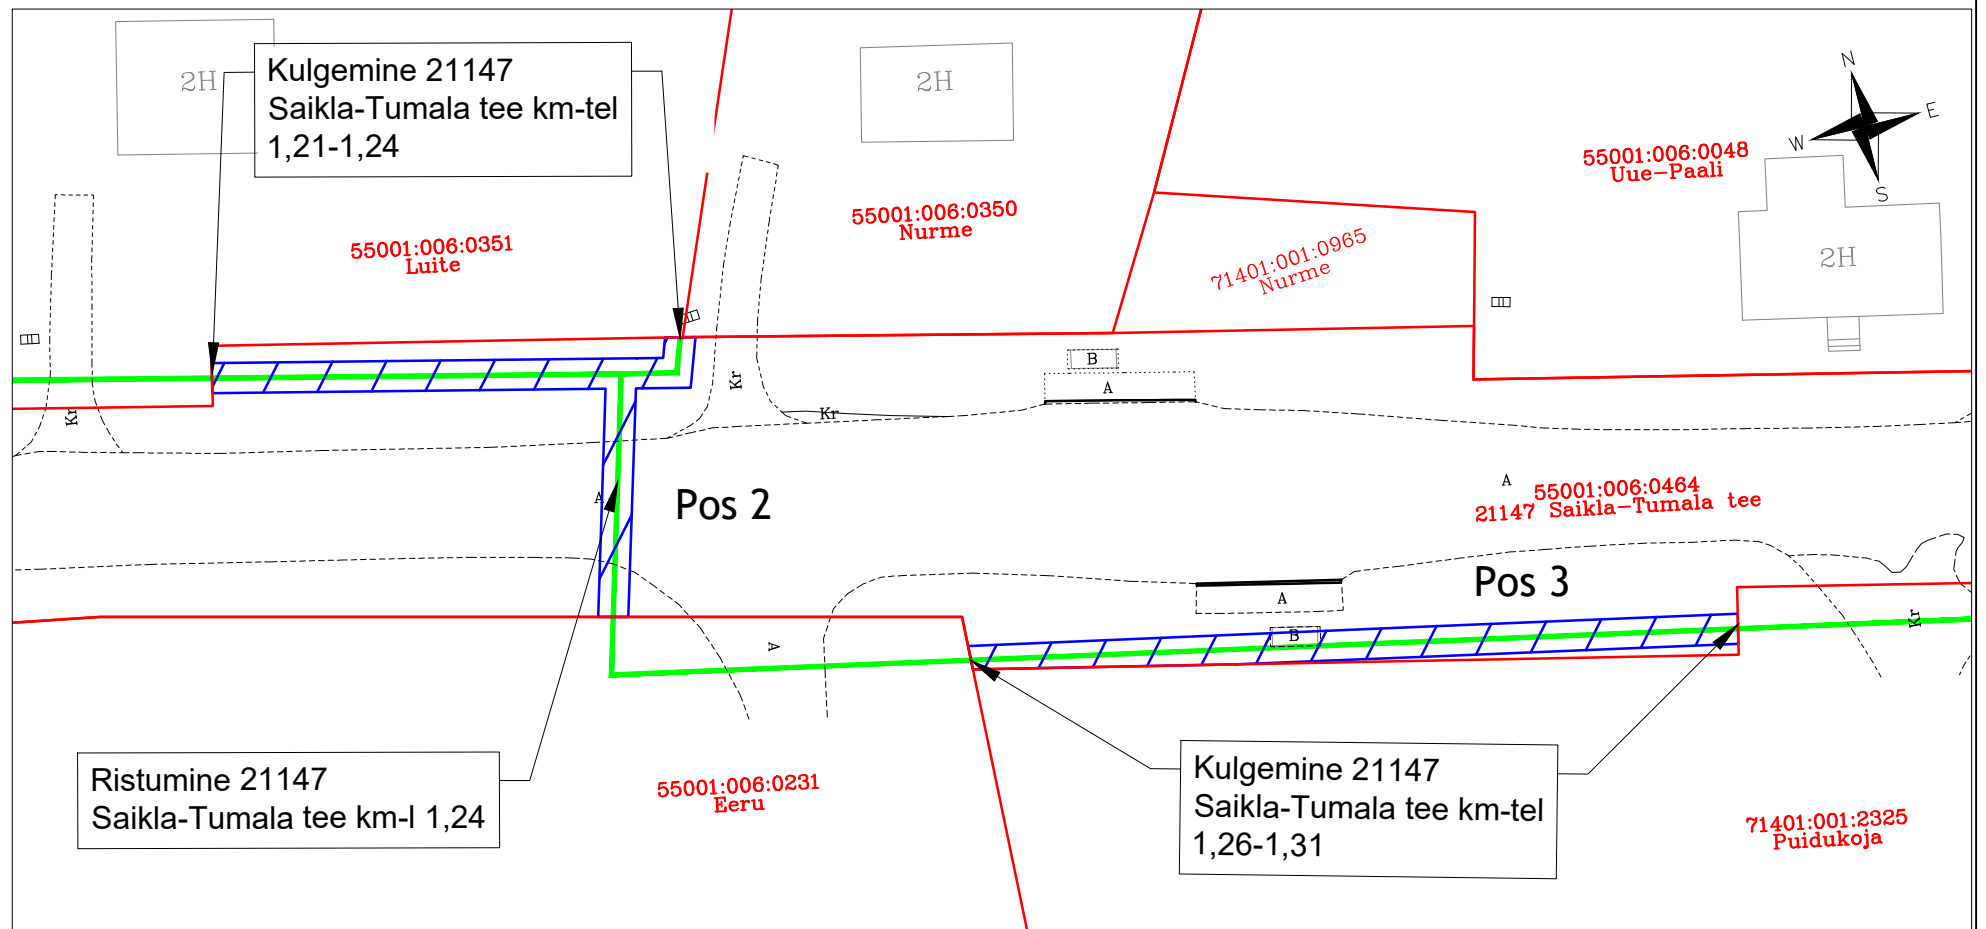 Kulgemine 21147
Saikla-Tumala tee km-tel
1,21-1,24
2H
2H
N
E
W
S
55001:006:0048
Uue-Paali
55001:006:0350
Nurme
55001:006:0351
Luite
71401:001:0965
Nurme
2H
B
A
Kr
Kr
Kr
A
Pos 2
A
55001:006:0464
21147 Saikla-Tumala tee
Pos 3
A
B
Kr
A
Ristumine 21147
Saikla-Tumala tee km-l 1,24
55001:006:0231
Eeru
Kulgemine 21147
Saikla-Tumala tee km-tel
1,26-1,31
71401:001:2325
Puidukoja